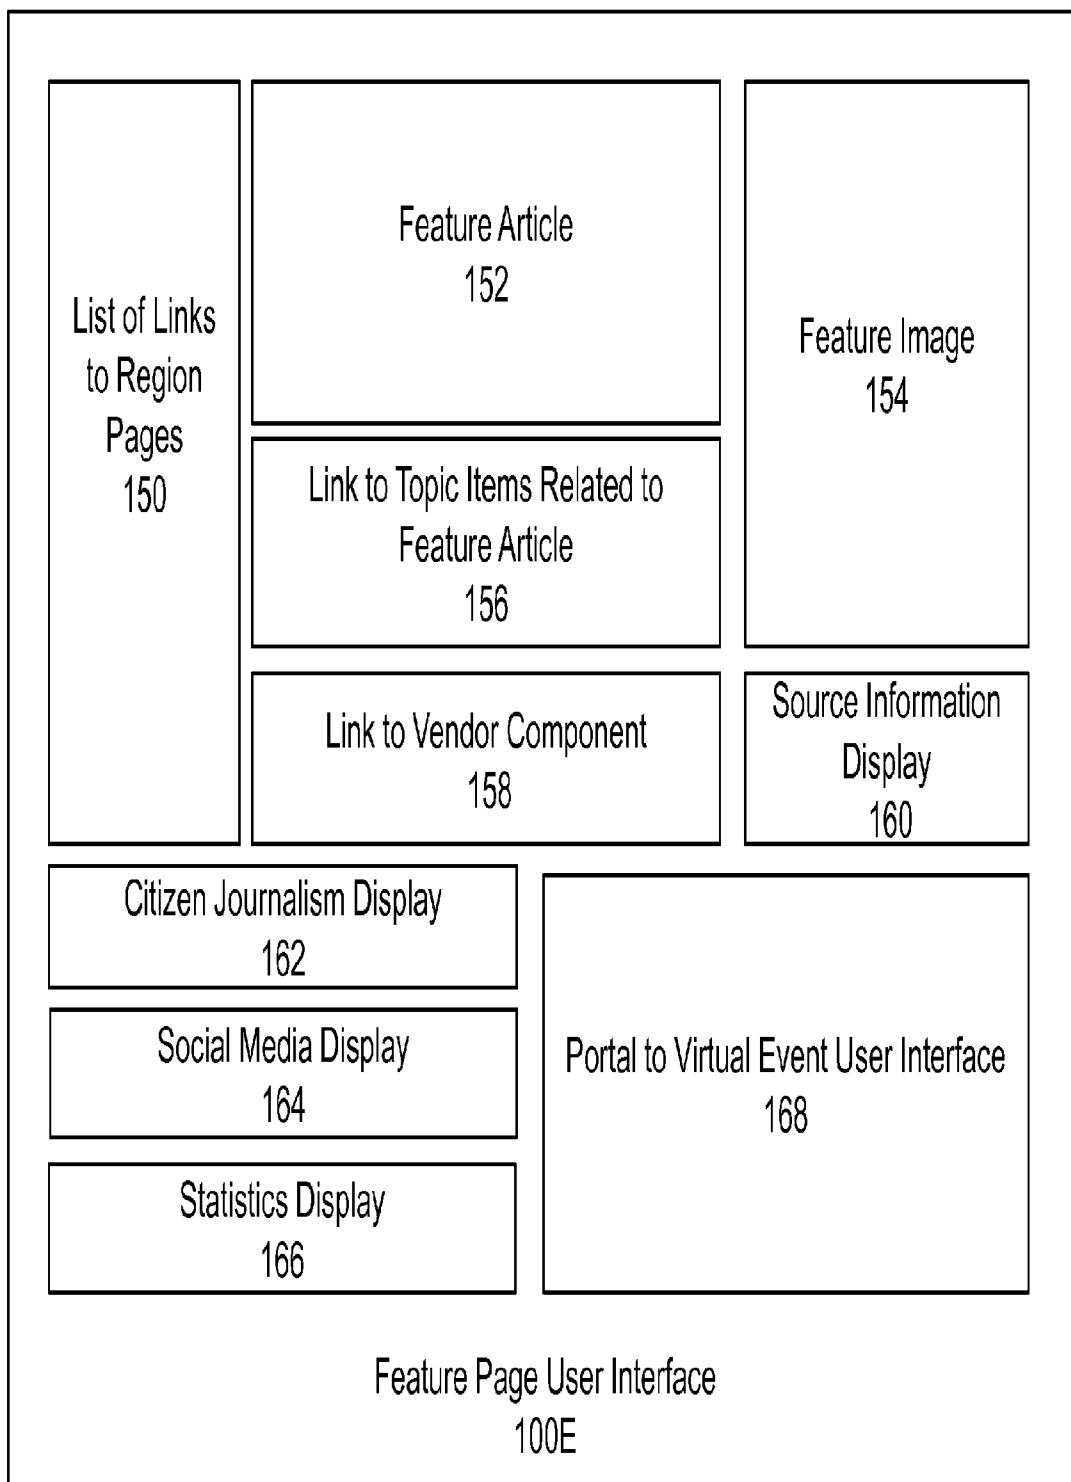 List of Links
to Region
Pages
150
Feature Article
152
Feature Image
154
Link to Topic Items Related to
Feature Article
156
Link to Vendor Component
158
Source Information
Display
160
Citizen Journalism Display
162
Social Media Display
164
Statistics Display
166
Portal to Virtual Event User Interface
168
Feature Page User Interface
100E